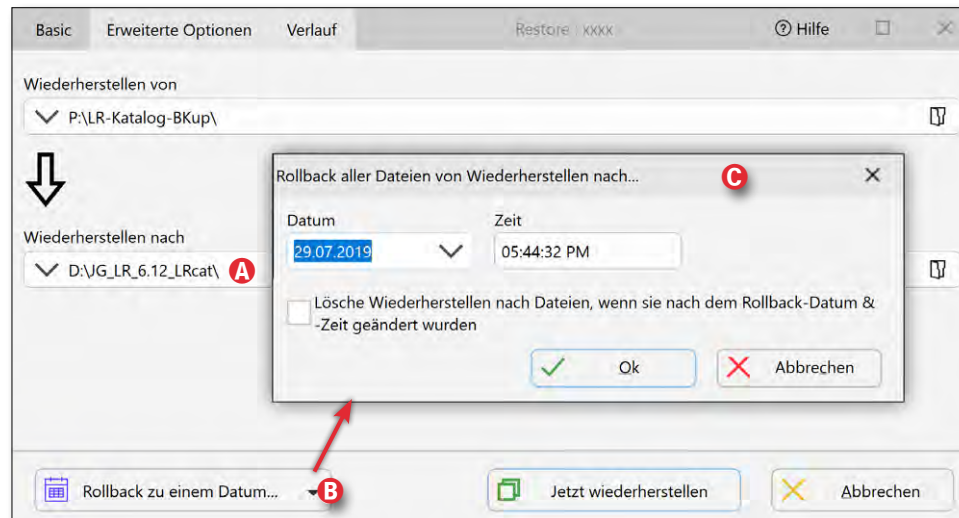 Basic Erweiterte Optionen Verlauf Restore xxxx Hilfe
Wiederherstellen von
P:\LR-Katalog-BKup\
Rollback aller Dateien von Wiederherstellen nach... C
Datum Zeit
Wiederherstellen nach
29.07.2019 05:44:32 PM
D:\JG_LR_6.12_LRcat\ A
Lösche Wiederherstellen nach Dateien, wenn sie nach dem Rollback-Datum &
-Zeit geändert wurden
Ok Abbrechen
Rollback zu einem Datum... B Jetzt wiederherstellen Abbrechen